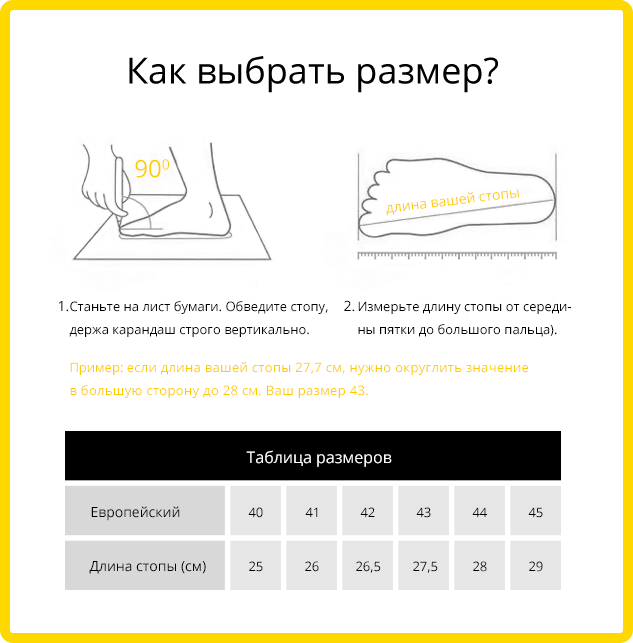 Как выбрать размер?
90⁰
длина вашей стопы
1.Станьте на лист бумаги. Обведите стопу,
держа карандаш строго вертикально.
2. Измерьте длину стопы от середи-
ны пятки до большого пальца).
Пример: если длина вашей стопы 27,7 см, нужно округлить значение
в большую сторону до 28 см. Ваш размер 43.
Таблица размеров
Европейский 40 41 42 43 44 45
Длина стопы (см) 25 26 26,5 27,5 28 29